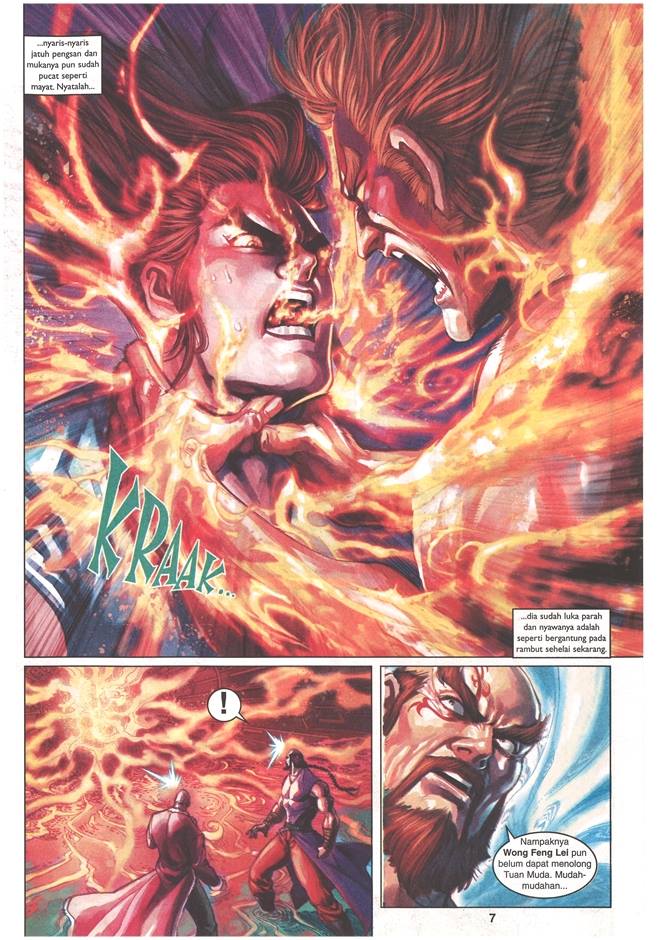 ...nyaris-nyaris
jatuh pengsan dan
mukanya pun sudah
pucat seperti
mayat. Nyatalah...
KRAAK...
...dia sudah luka parah
dan nyawanya adalah
seperti bergantung pada
rambut sehelai sekarang.
!
Nampaknya
Wong Feng Lei pun
belum dapat menolong
Tuan Muda. Mudah-
mudahan...
7